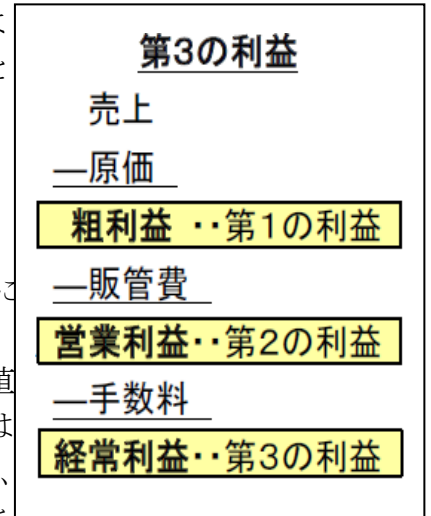 第3の利益
売上
―原価
粗利益 ‥第1の利益
―販管費
営業利益‥第2の利益
―手数料
経常利益‥第3の利益
直
は
、